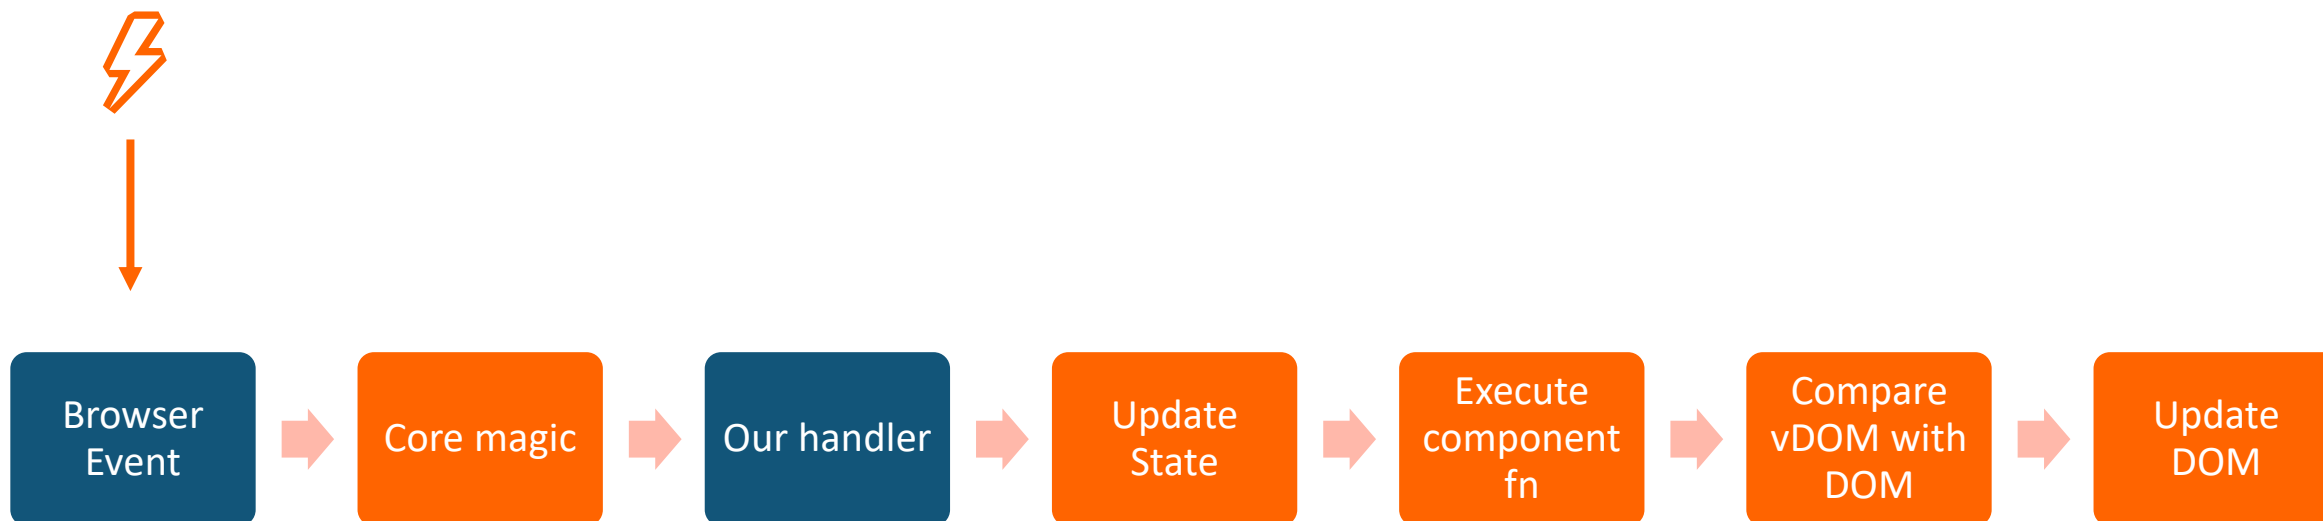 Browser
Event
Core magic
Our handler
Update
State
Execute
component
fn
Compare
vDOM with
DOM
Update
DOM